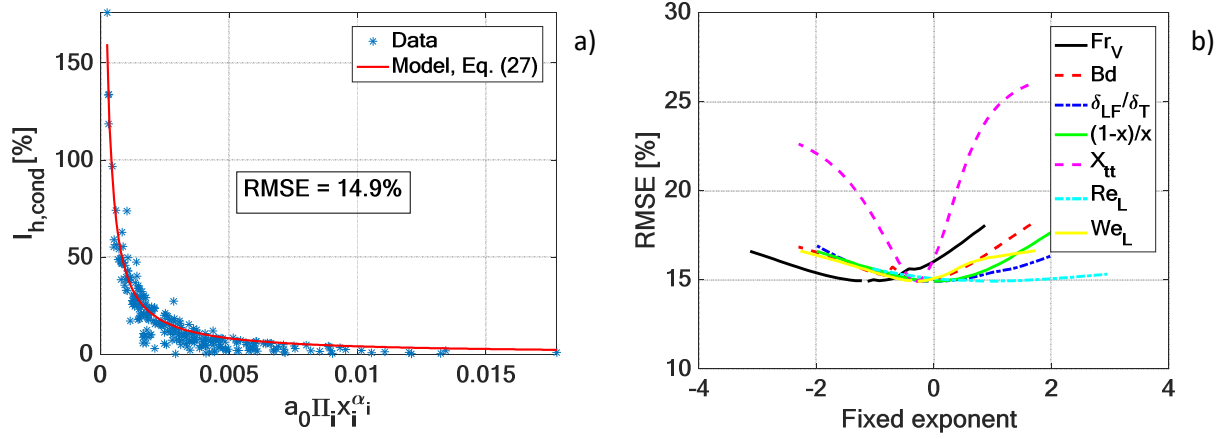 a)
150
100
50
0
I_h,cond [%]
Data
Model, Eq. (27)
RMSE = 14.9%
0
0.005
0.01
0.015
a_0 Π_i x_i^α_i
b)
30
25
20
15
10
RMSE [%]
Fr_V
Bd
δ_LF/δ_T
(1-x)/x
X_tt
Re_L
We_L
-4
-2
0
2
4
Fixed exponent